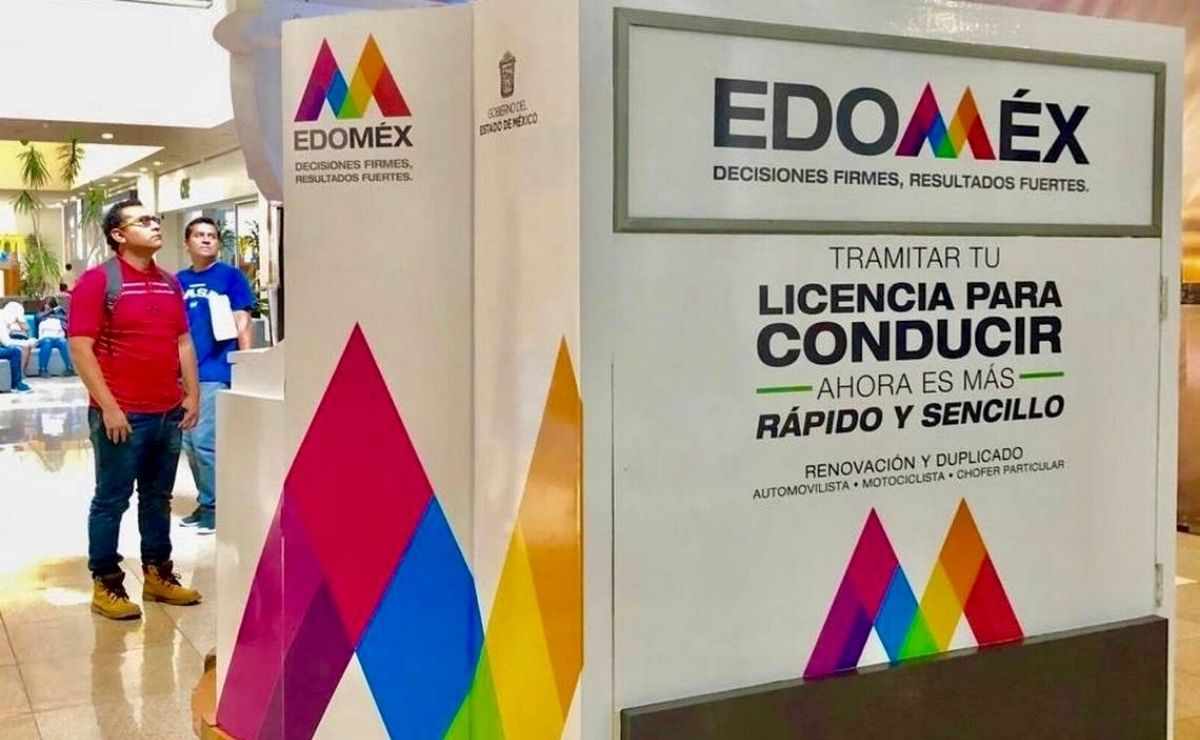 EDOMÉX
DECISIONES FIRMES,
RESULTADOS FUERTES.
GOBIERNO DEL
ESTADO DE MÉXICO
EDOMÉX
DECISIONES FIRMES, RESULTADOS FUERTES.
TRAMITAR TU
LICENCIA PARA
CONDUCIR
AHORA ES MÁS
RÁPIDO Y SENCILLO
RENOVACIÓN Y DUPLICADO
AUTOMOVILISTA • MOTOCICLISTA • CHOFER PARTICULAR